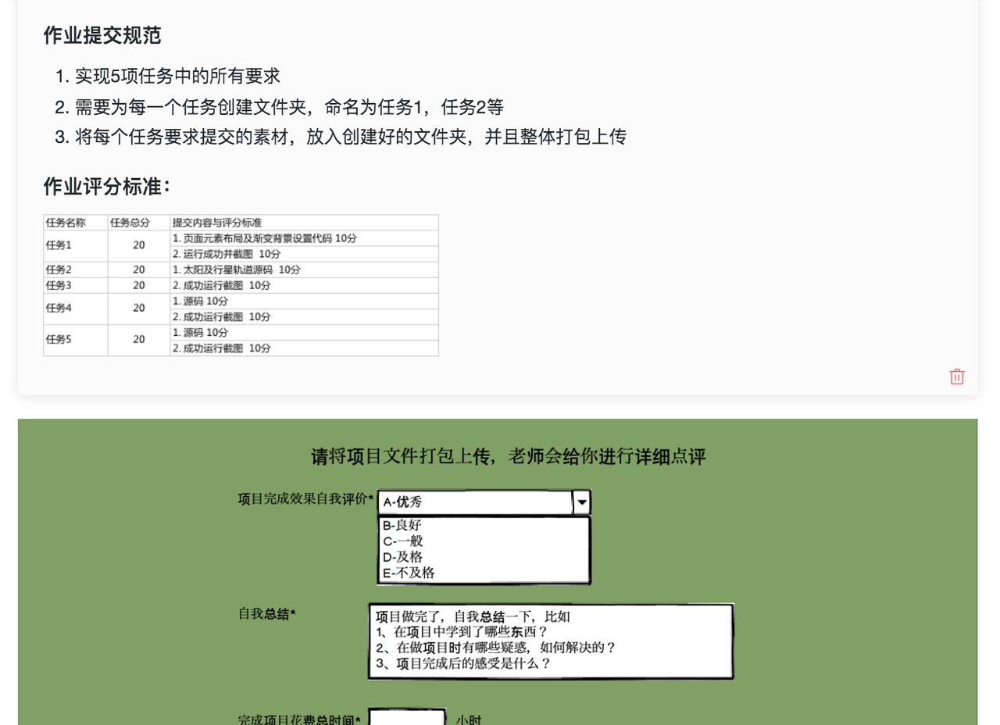 作业提交规范
1. 实现5项任务中的所有要求
2. 需要为每一个任务创建文件夹，命名为任务1，任务2等
3. 将每个任务要求提交的素材，放入创建好的文件夹，并且整体打包上传
作业评分标准：
任务名称 任务总分 提交内容与评分标准
任务1 20 1. 页面元素布局及渐变背景设置代码 10分
2. 运行成功并截图 10分
任务2 20 1. 太阳及行星轨道源码 10分
任务3 20 2. 成功运行截图 10分
任务4 20 1. 源码 10分
2. 成功运行截图 10分
任务5 20 1. 源码 10分
2. 成功运行截图 10分
请将项目文件打包上传，老师会给你进行详细点评
项目完成效果自我评价* A-优秀
B-良好
C-一般
D-及格
E-不及格
自我总结* 项目做完了，自我总结一下，比如
1、在项目中学到了哪些东西？
2、在做项目时有哪些疑惑，如何解决的？
3、项目完成后的感受是什么？
完成项目花费总时间* 小时